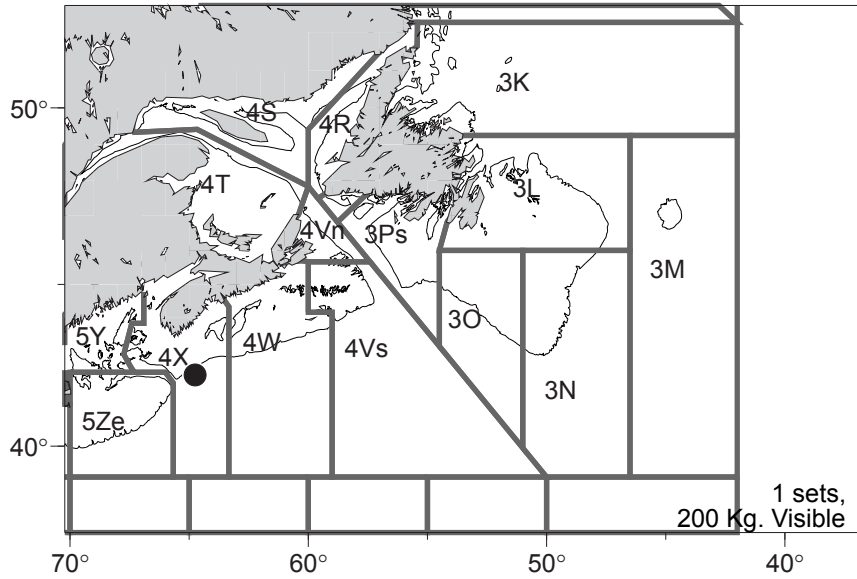 50°
40°
4S
4R
3K
4T
3L
4Vn
3Ps
3M
5Y
4X
4W
4Vs
3O
3N
5Ze
1 sets,
200 Kg. Visible
70°
60°
50°
40°